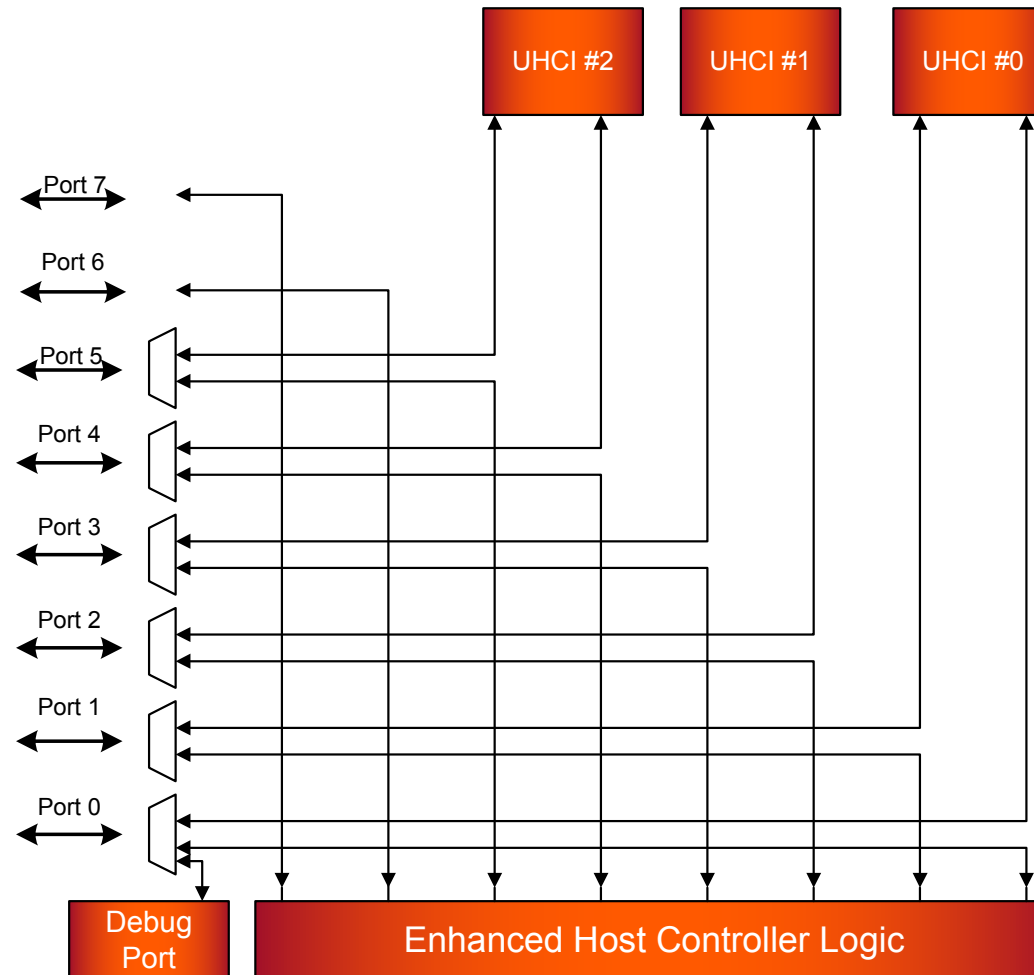 UHCI #2
UHCI #1
UHCI #0
Port 7
Port 6
Port 5
Port 4
Port 3
Port 2
Port 1
Port 0
Debug
Port
Enhanced Host Controller Logic